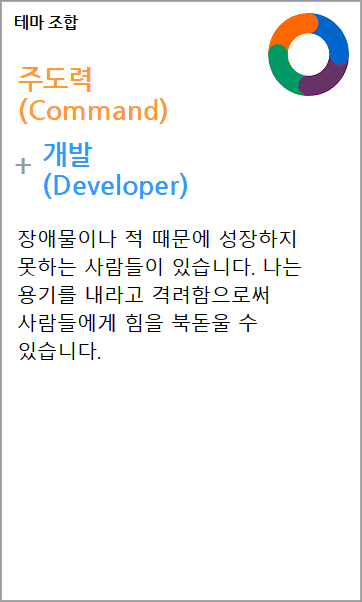 테마 조합
주도력
(Command)
+ 개발
(Developer)
장애물이나 적 때문에 성장하지
못하는 사람들이 있습니다. 나는
용기를 내라고 격려함으로써
사람들에게 힘을 북돋울 수
있습니다.